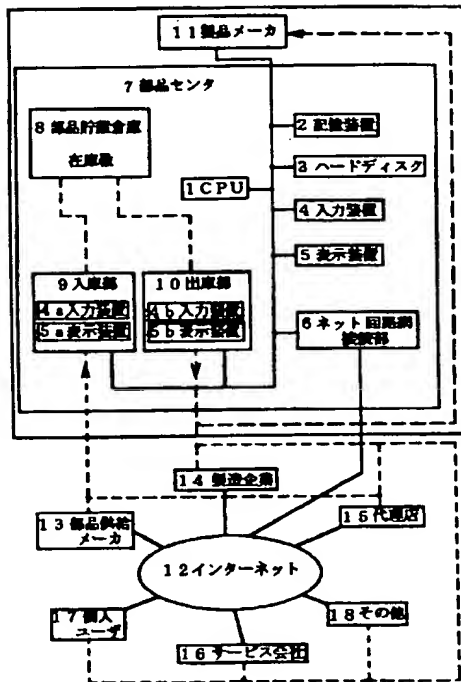 11製品メーカ
7部品センタ
8部品貯蔵倉庫
在庫数
2記憶装置
3ハードディスク
1CPU
4入力装置
5表示装置
9入庫部
4a入力装置
5a表示装置
10出庫部
4b入力装置
5b表示装置
6ネット回路網
接続部
14製造企業
13部品供給
メーカ
15代理店
12インターネット
17個人
ユーザ
18その他
16サービス会社